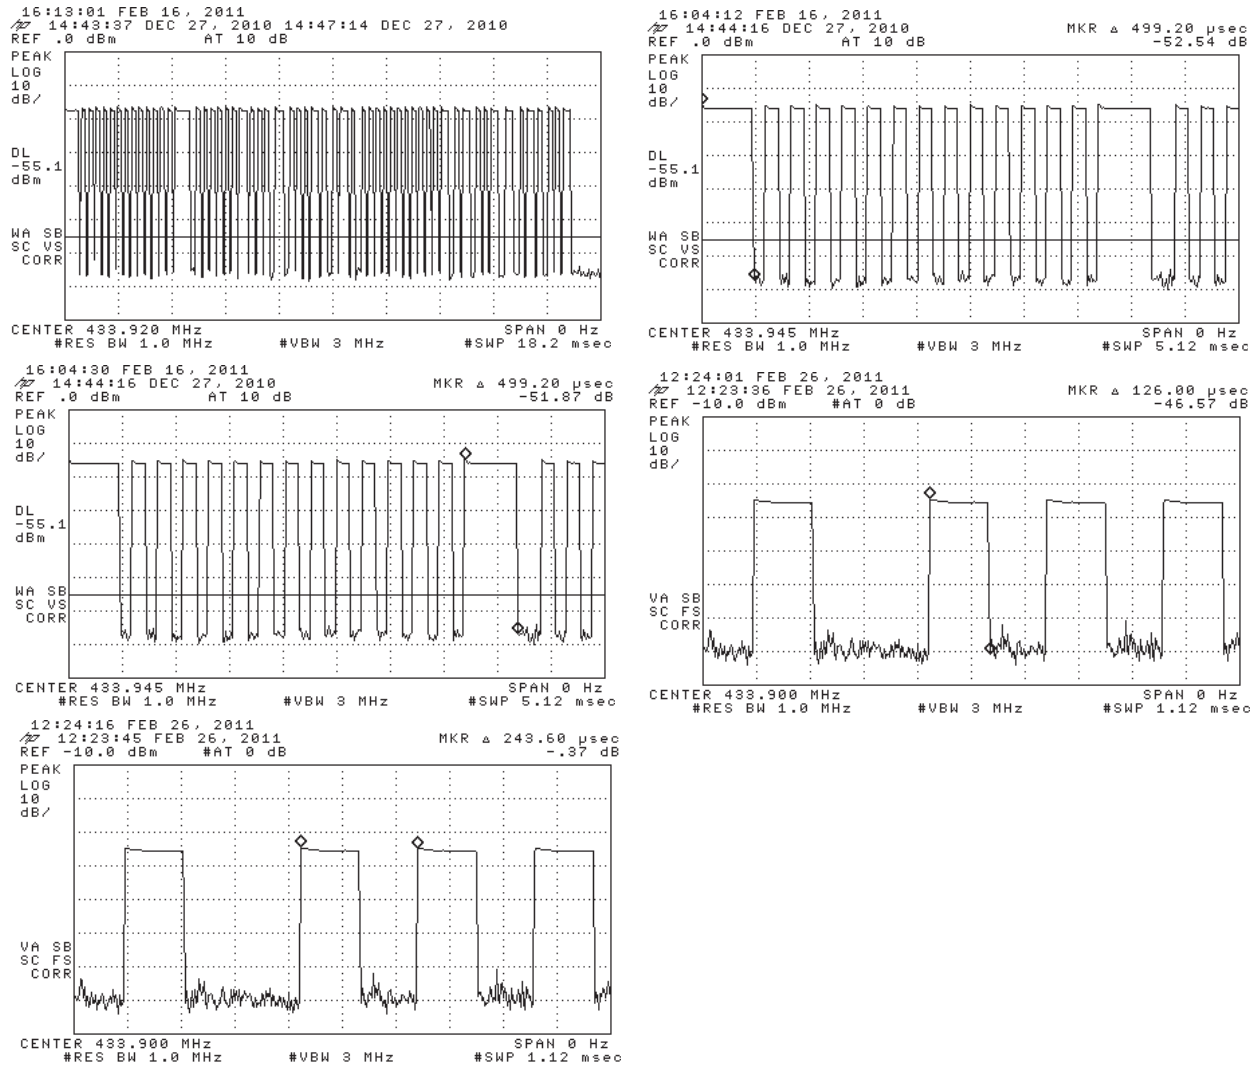 16:13:01 FEB 16, 2011
hp 14:43:37 DEC 27, 2010 14:47:14 DEC 27, 2010
REF .0 dBm AT 10 dB
PEAK
LOG
10
dB/
DL
-55.1
dBm
WA SB
SC VS
CORR
CENTER 433.920 MHz SPAN 0 Hz
#RES BW 1.0 MHz #VBW 3 MHz #SWP 18.2 msec
16:04:12 FEB 16, 2011
hp 14:44:16 DEC 27, 2010 MKR Δ 499.20 μsec
REF .0 dBm AT 10 dB -52.54 dB
PEAK
LOG
10
dB/
DL
-55.1
dBm
WA SB
SC VS
CORR
CENTER 433.945 MHz SPAN 0 Hz
#RES BW 1.0 MHz #VBW 3 MHz #SWP 5.12 msec
16:04:30 FEB 16, 2011
hp 14:44:16 DEC 27, 2010 MKR Δ 499.20 μsec
REF .0 dBm AT 10 dB -51.87 dB
PEAK
LOG
10
dB/
DL
-55.1
dBm
WA SB
SC VS
CORR
CENTER 433.945 MHz SPAN 0 Hz
#RES BW 1.0 MHz #VBW 3 MHz #SWP 5.12 msec
12:24:01 FEB 26, 2011
hp 12:23:36 FEB 26, 2011 MKR Δ 126.00 μsec
REF -10.0 dBm #AT 0 dB -46.57 dB
PEAK
LOG
10
dB/
VA SB
SC FS
CORR
CENTER 433.900 MHz SPAN 0 Hz
#RES BW 1.0 MHz #VBW 3 MHz #SWP 1.12 msec
12:24:16 FEB 26, 2011
hp 12:23:45 FEB 26, 2011 MKR Δ 243.60 μsec
REF -10.0 dBm #AT 0 dB -.37 dB
PEAK
LOG
10
dB/
VA SB
SC FS
CORR
CENTER 433.900 MHz SPAN 0 Hz
#RES BW 1.0 MHz #VBW 3 MHz #SWP 1.12 msec